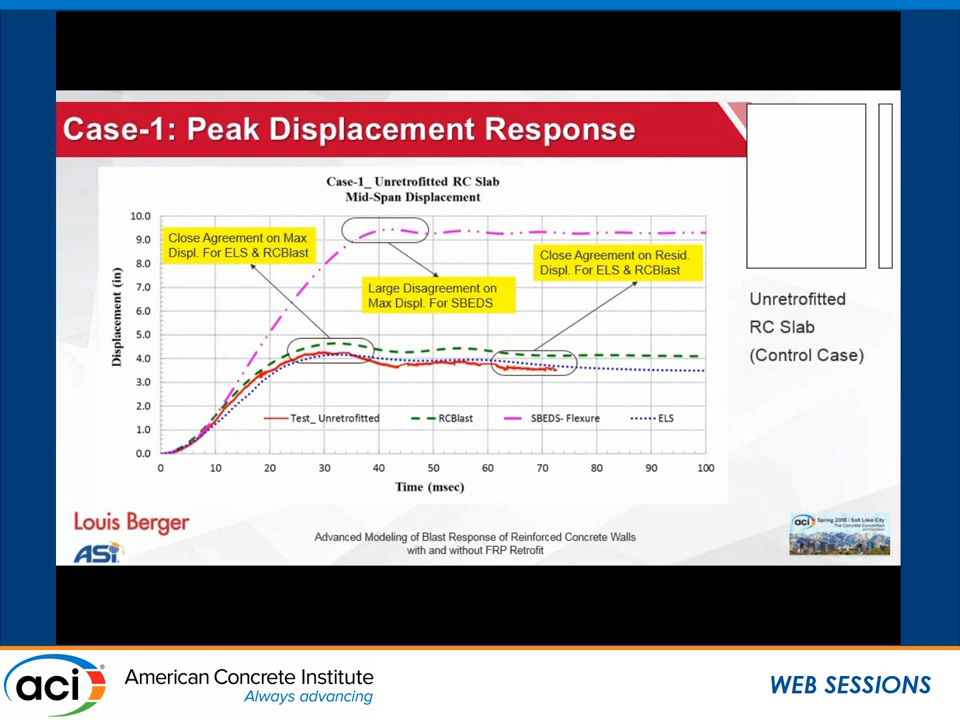 Case-1: Peak Displacement Response
Case-1_ Unretrofitted RC Slab
Mid-Span Displacement
10.0
9.0
8.0
7.0
6.0
5.0
4.0
3.0
2.0
1.0
0.0
Displacement (in)
Close Agreement on Max
Displ. For ELS & RCBlast
Large Disagreement on
Max Displ. For SBEDS
Close Agreement on Resid.
Displ. For ELS & RCBlast
Test_ Unretrofitted
RCBlast
SBEDS- Flexure
ELS
0 10 20 30 40 50 60 70 80 90 100
Time (msec)
Unretrofitted
RC Slab
(Control Case)
Louis Berger
ASI
Advanced Modeling of Blast Response of Reinforced Concrete Walls
with and without FRP Retrofit
aci Spring 2018 | Salt Lake City
The Concrete Convention
aci
American Concrete Institute
Always advancing
WEB SESSIONS